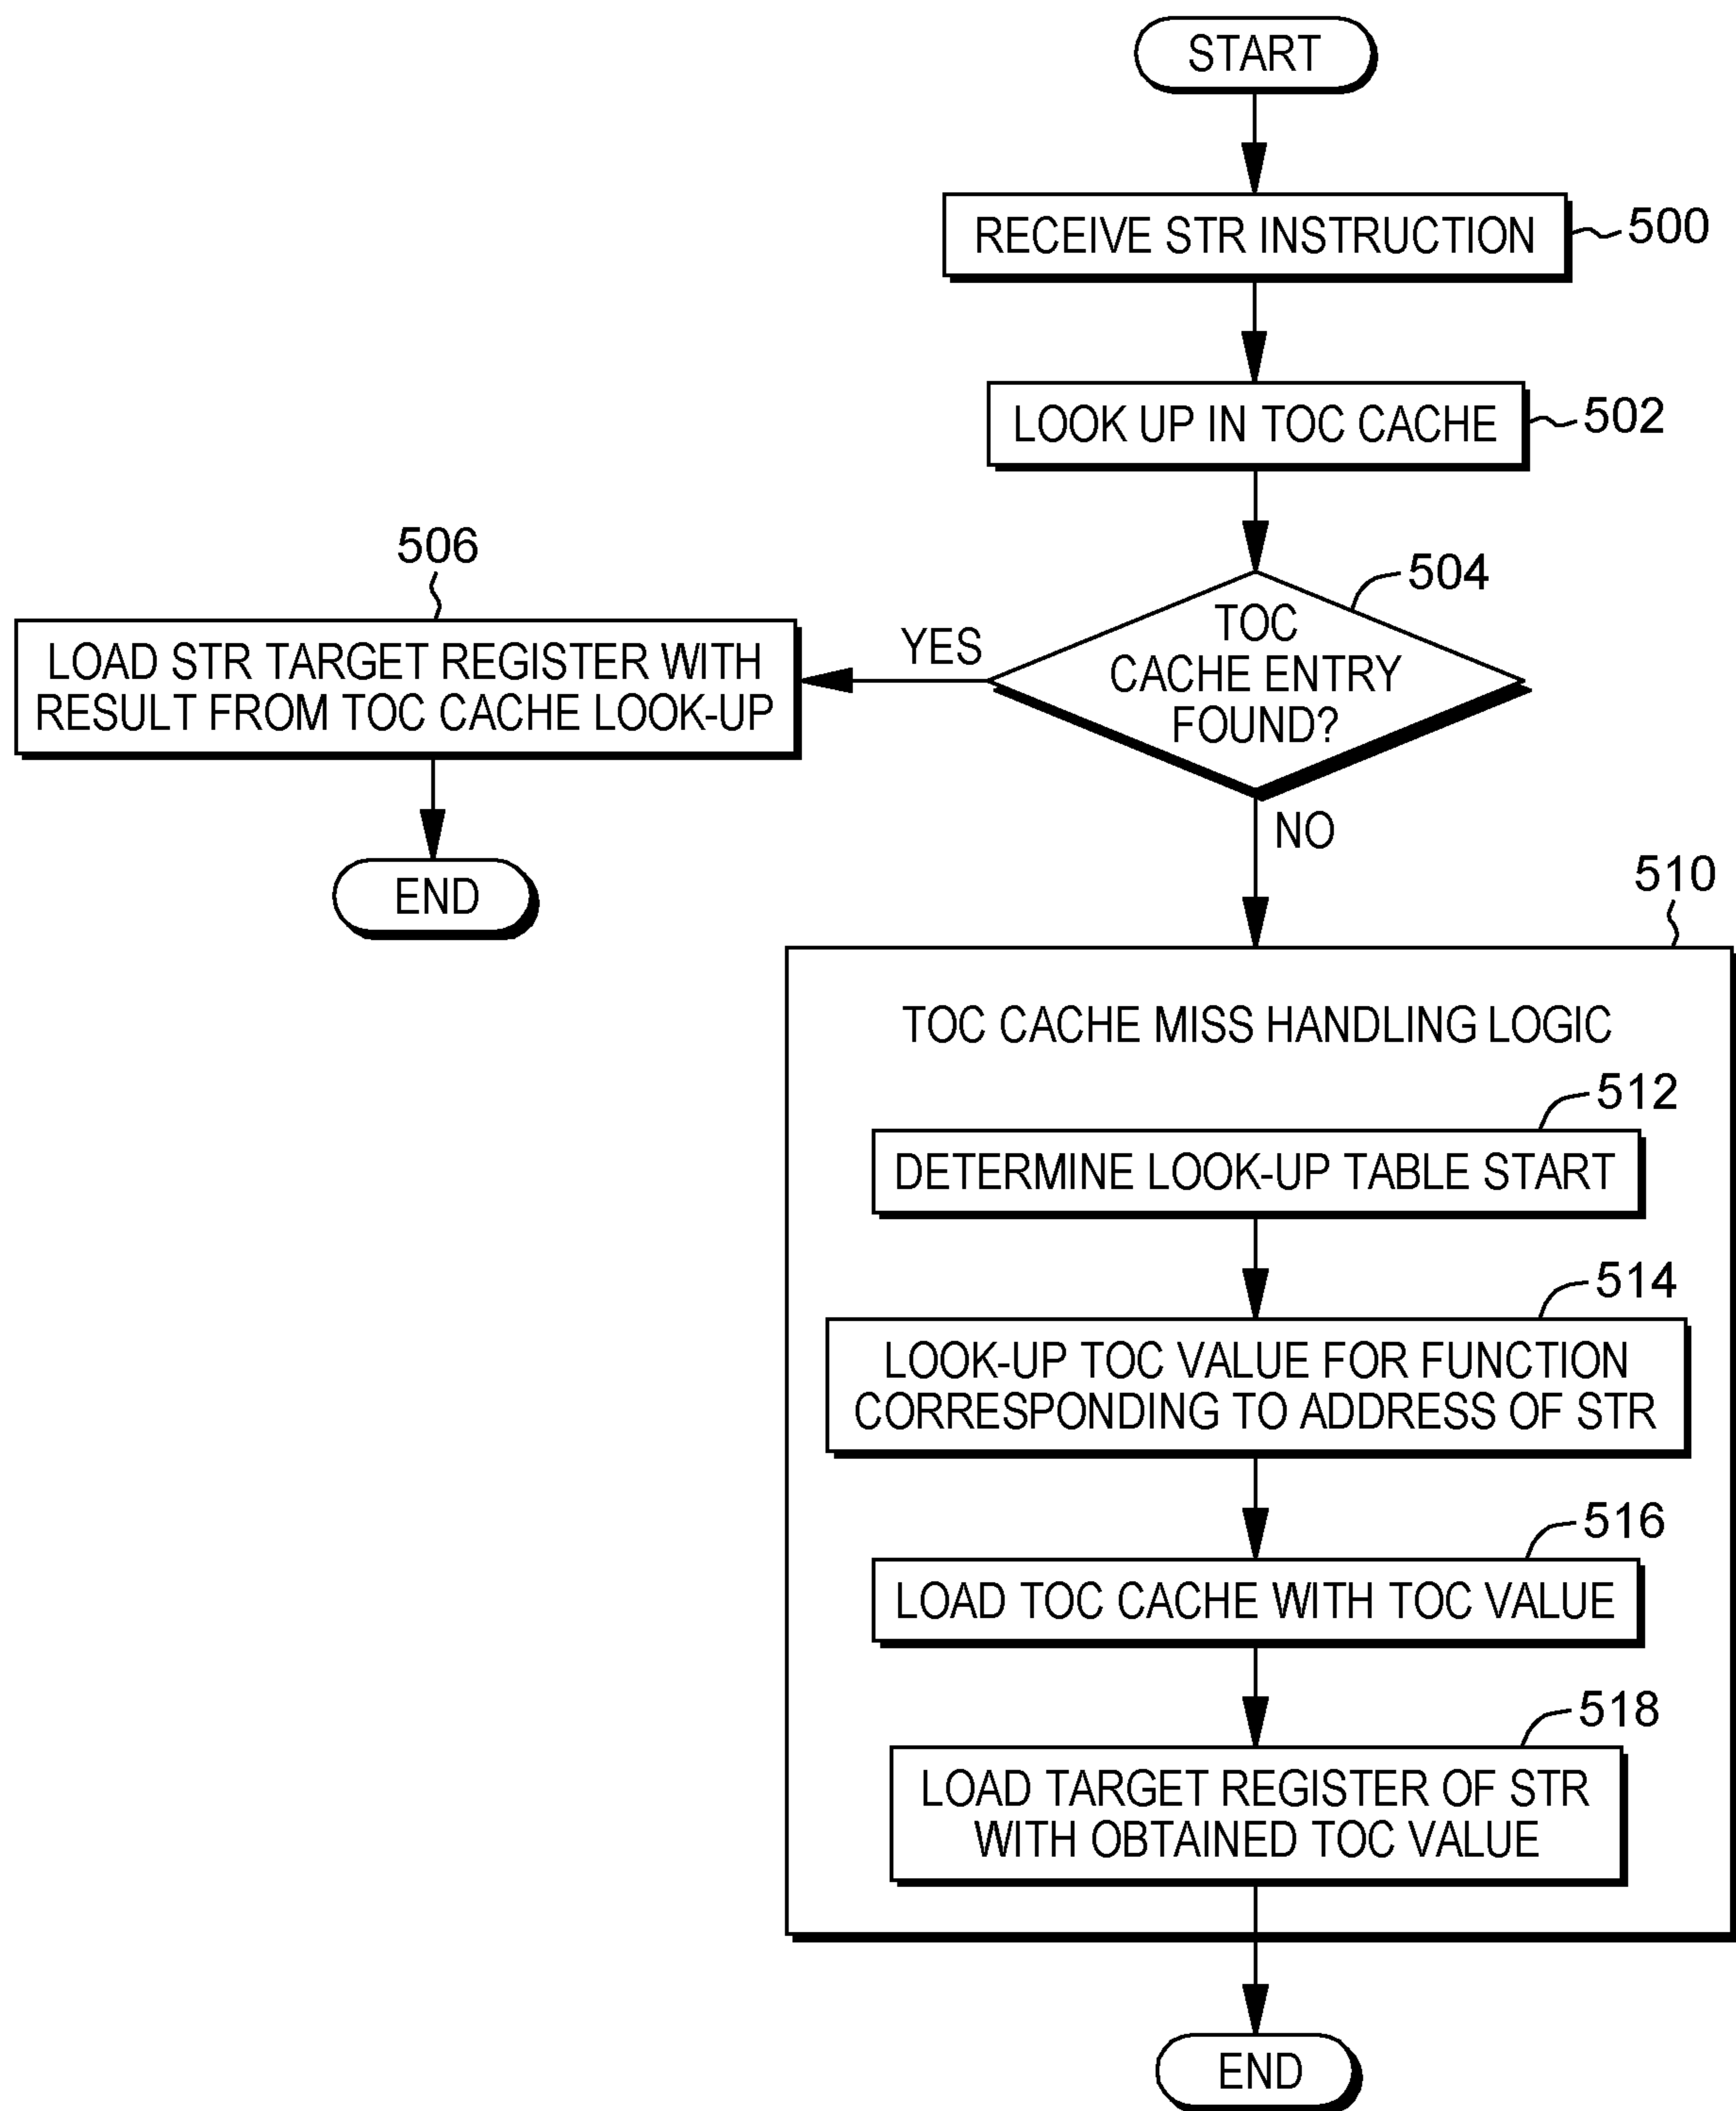 START
RECEIVE STR INSTRUCTION
500
LOOK UP IN TOC CACHE
502
506
504
LOAD STR TARGET REGISTER WITH
RESULT FROM TOC CACHE LOOK-UP
YES
TOC
CACHE ENTRY
FOUND?
NO
END
510
TOC CACHE MISS HANDLING LOGIC
512
DETERMINE LOOK-UP TABLE START
514
LOOK-UP TOC VALUE FOR FUNCTION
CORRESPONDING TO ADDRESS OF STR
516
LOAD TOC CACHE WITH TOC VALUE
518
LOAD TARGET REGISTER OF STR
WITH OBTAINED TOC VALUE
END